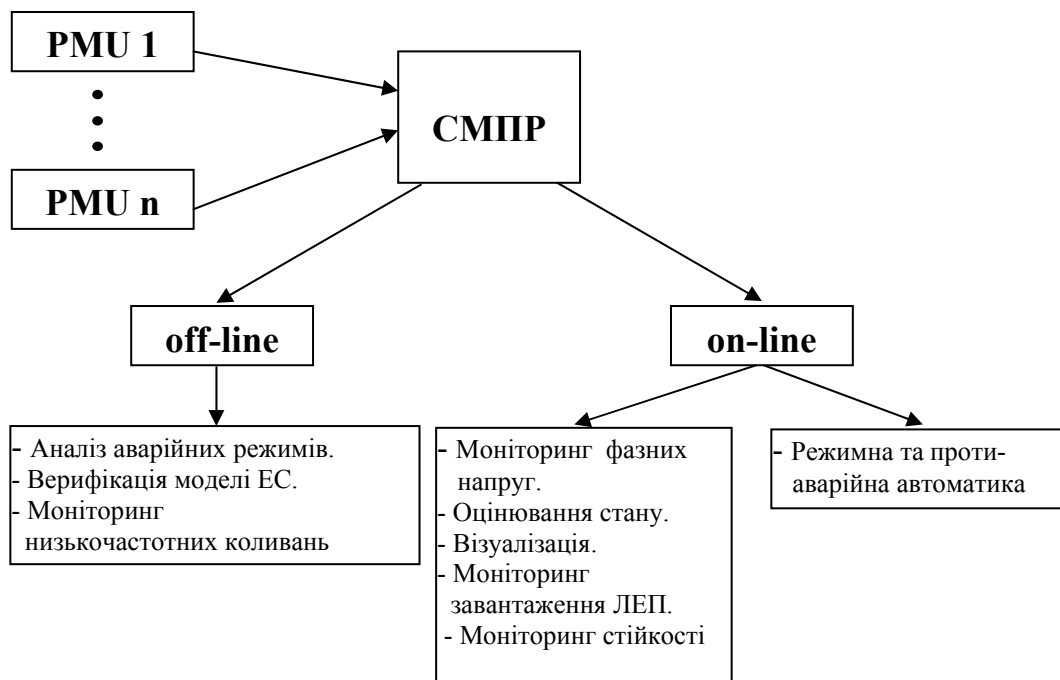 PMU 1
PMU n
СМПР
off-line
on-line
- Аналіз аварійних режимів.
- Верифікація моделі ЕС.
- Моніторинг
низькочастотних коливань
- Моніторинг фазних
напруг.
- Оцінювання стану.
- Візуалізація.
- Моніторинг
завантаження ЛЕП.
- Моніторинг стійкості
- Режимна та проти-
аварійна автоматика